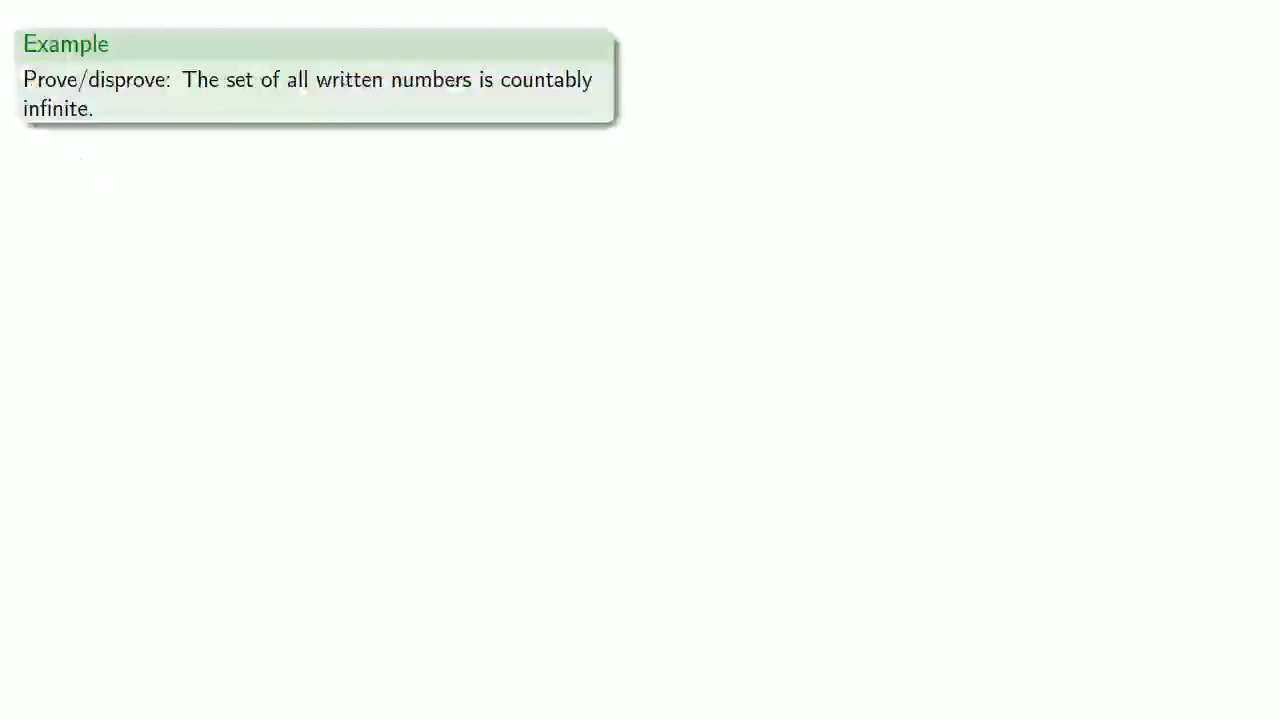 Example
Prove/disprove: The set of all written numbers is countably
infinite.